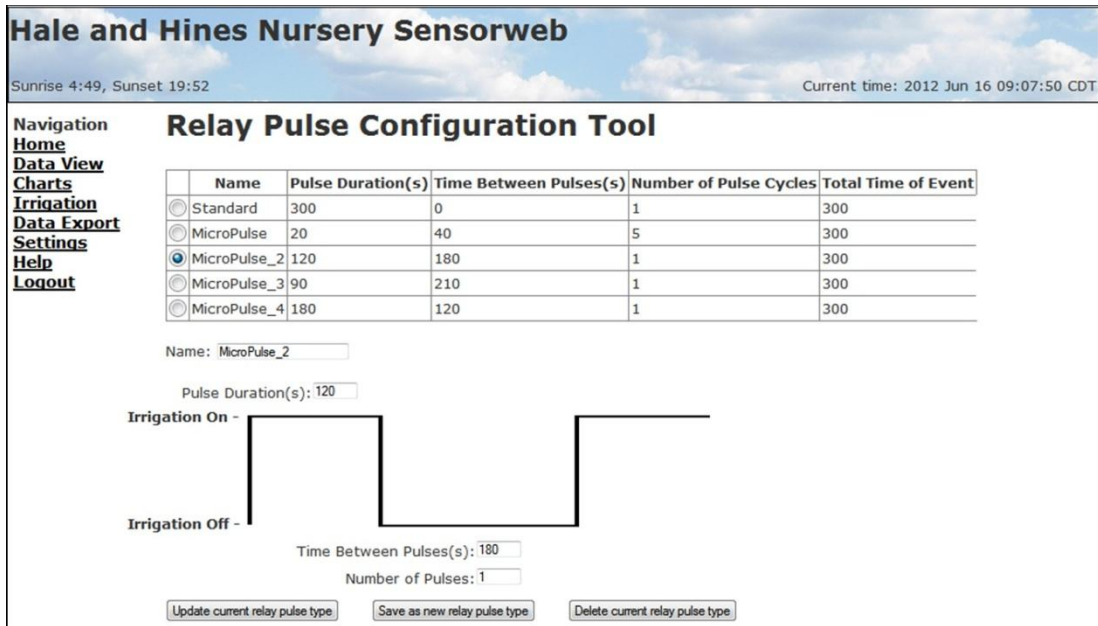 Hale and Hines Nursery Sensorweb
Sunrise 4:49, Sunset 19:52 Current time: 2012 Jun 16 09:07:50 CDT
Navigation
Home
Data View
Charts
Irrigation
Data Export
Settings
Help
Logout
Relay Pulse Configuration Tool
Name Pulse Duration(s) Time Between Pulses(s) Number of Pulse Cycles Total Time of Event
Standard 300 0 1 300
MicroPulse 20 40 5 300
MicroPulse_2 120 180 1 300
MicroPulse_3 90 210 1 300
MicroPulse_4 180 120 1 300
Name: MicroPulse_2
Pulse Duration(s): 120
Irrigation On -
Irrigation Off -
Time Between Pulses(s): 180
Number of Pulses: 1
Update current relay pulse type Save as new relay pulse type Delete current relay pulse type